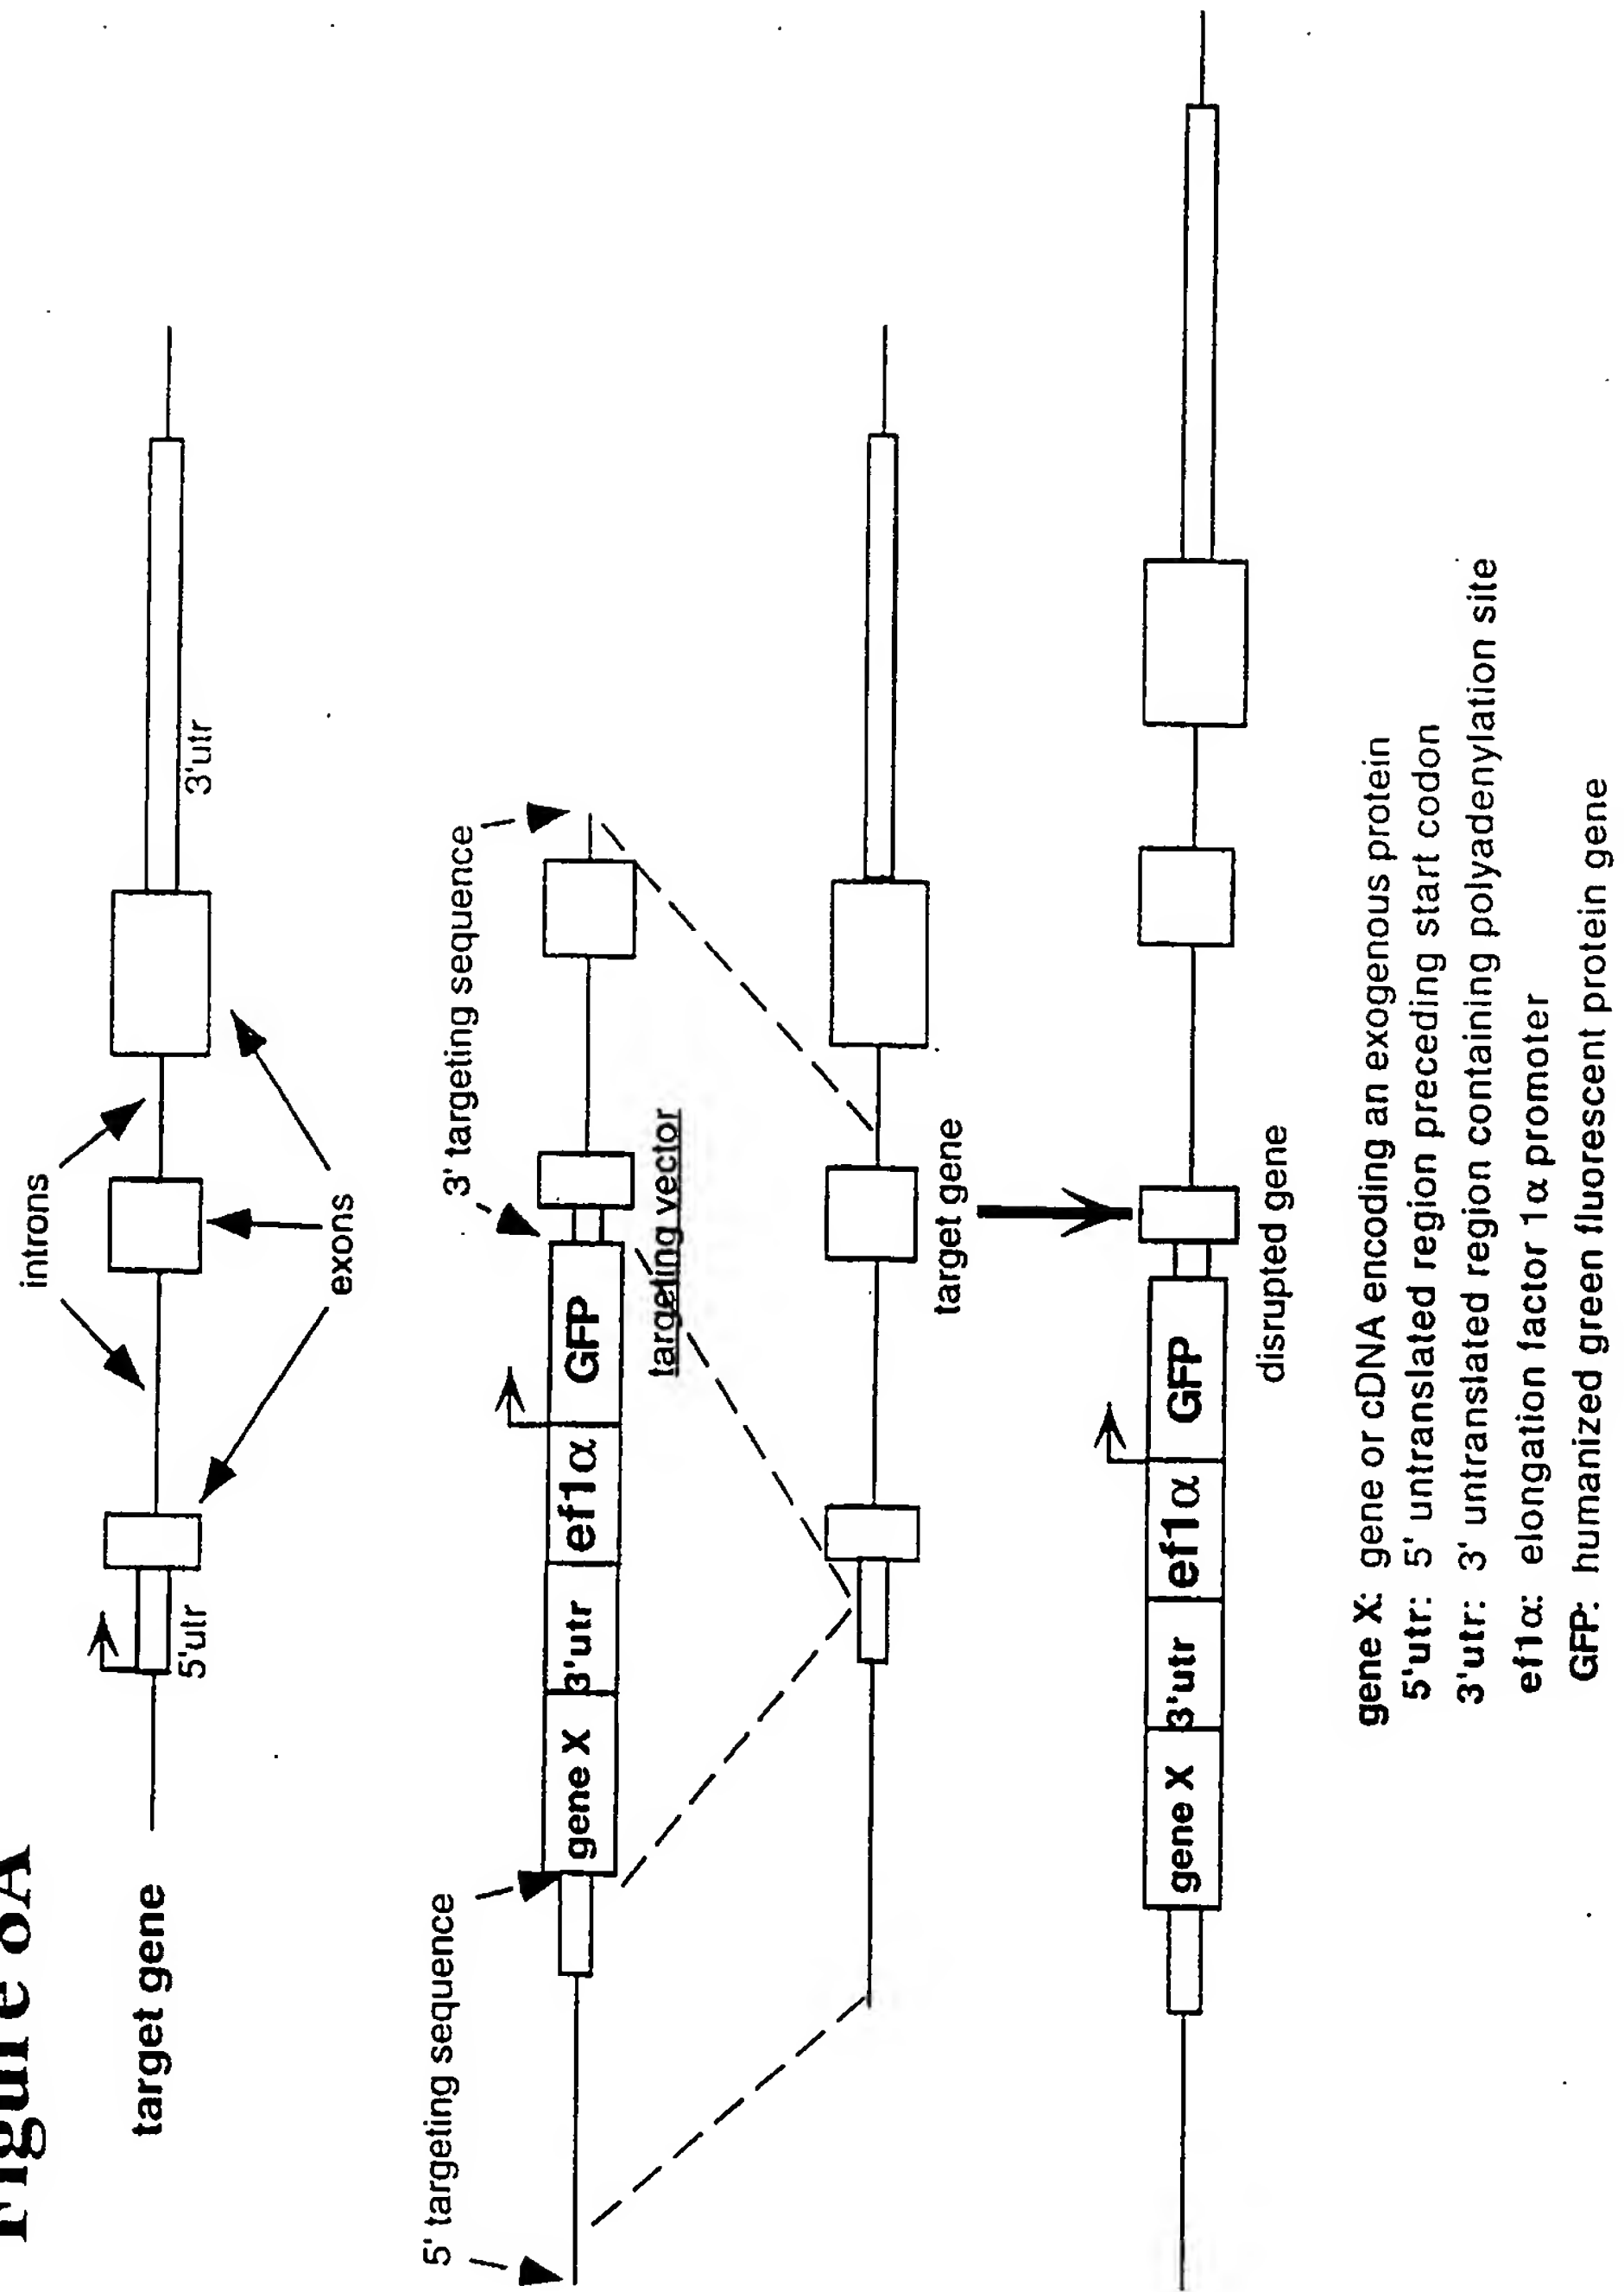 Figure 6A
target gene
introns
exons
5'utr
3'utr
5' targeting sequence
3' targeting sequence
gene X
3'utr
ef1α
GFP
targeting vector
target gene
gene X
3'utr
ef1α
GFP
disrupted gene
gene X: gene or cDNA encoding an exogenous protein
5'utr: 5' untranslated region preceding start codon
3'utr: 3' untranslated region containing polyadenylation site
ef1α: elongation factor 1α promoter
GFP: humanized green fluorescent protein gene